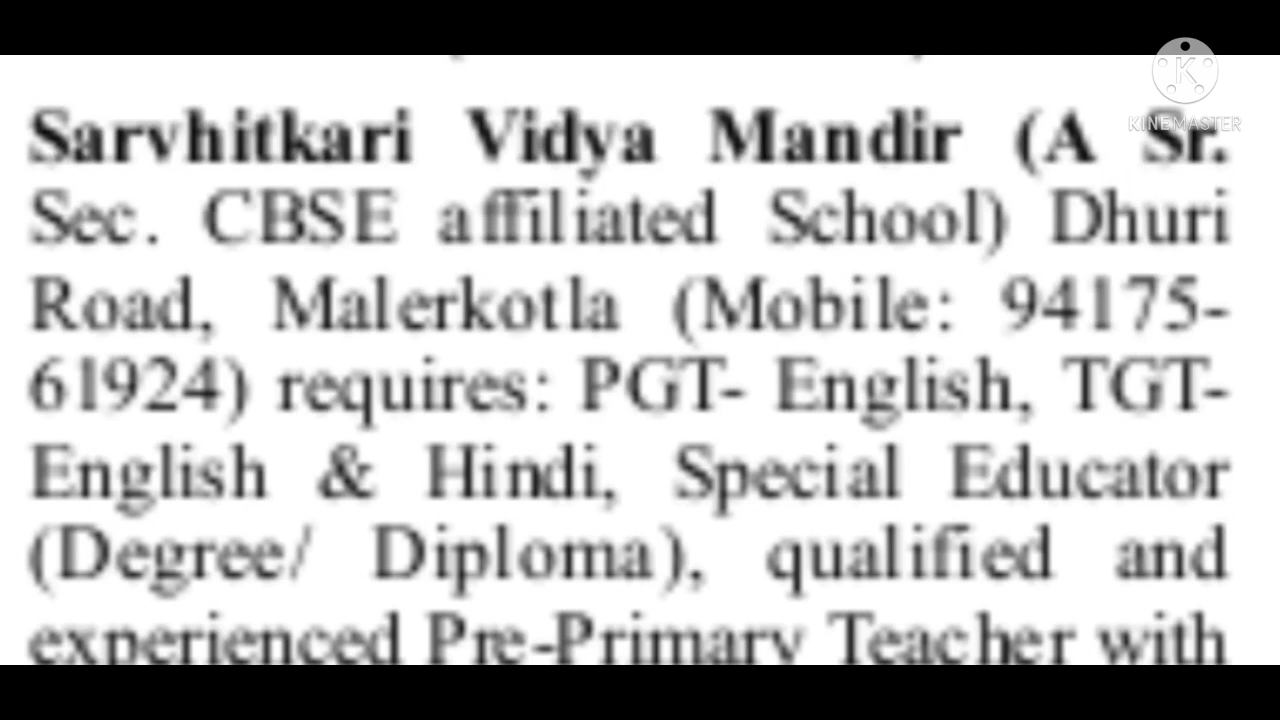 KINEMASTER
Sarvhitkari Vidya Mandir (A Sr.
Sec. CBSE affiliated School) Dhuri
Road, Malerkotla (Mobile: 94175-
61924) requires: PGT- English, TGT-
English & Hindi, Special Educator
(Degree/ Diploma), qualified and
experienced Pre-Primary Teacher with